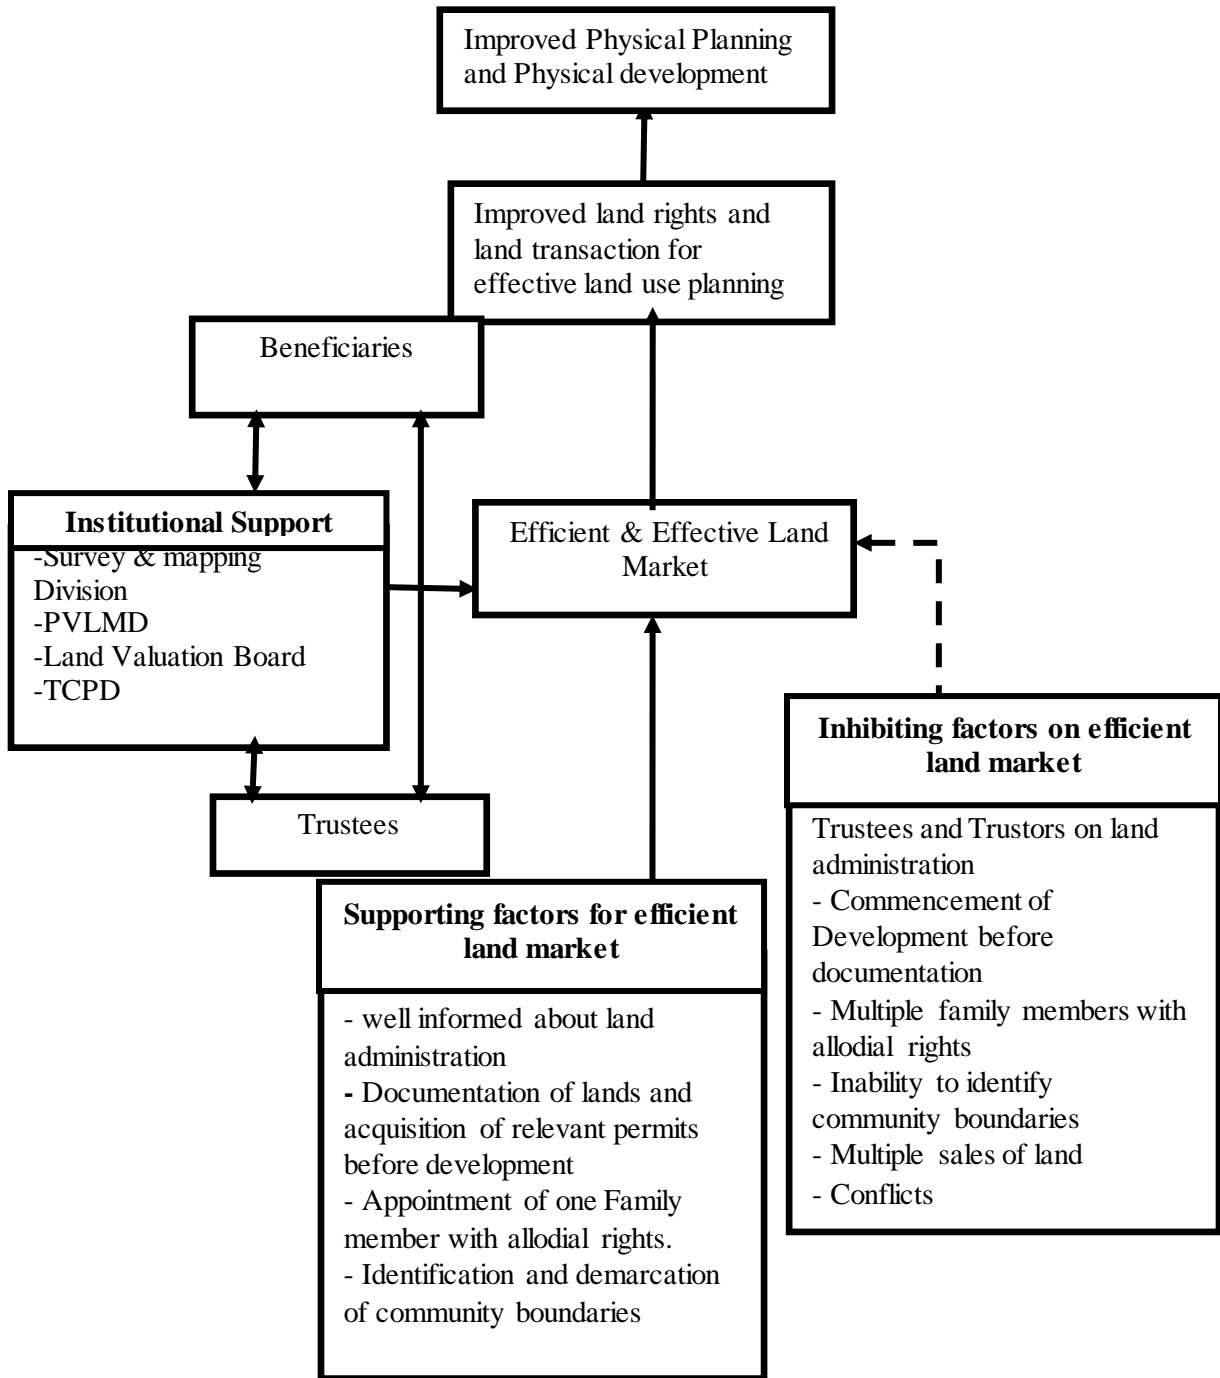 Improved Physical Planning
and Physical development
Improved land rights and
land transaction for
effective land use planning
Beneficiaries
Institutional Support
-Survey & mapping
Division
-PVLMD
-Land Valuation Board
-TCPD
Efficient & Effective Land
Market
Trustees
Inhibiting factors on efficient
land market
Trustees and Trustors on land
administration
- Commencement of
Development before
documentation
- Multiple family members with
allodial rights
- Inability to identify
community boundaries
- Multiple sales of land
- Conflicts
Supporting factors for efficient
land market
- well informed about land
administration
- Documentation of lands and
acquisition of relevant permits
before development
- Appointment of one Family
member with allodial rights.
- Identification and demarcation
of community boundaries